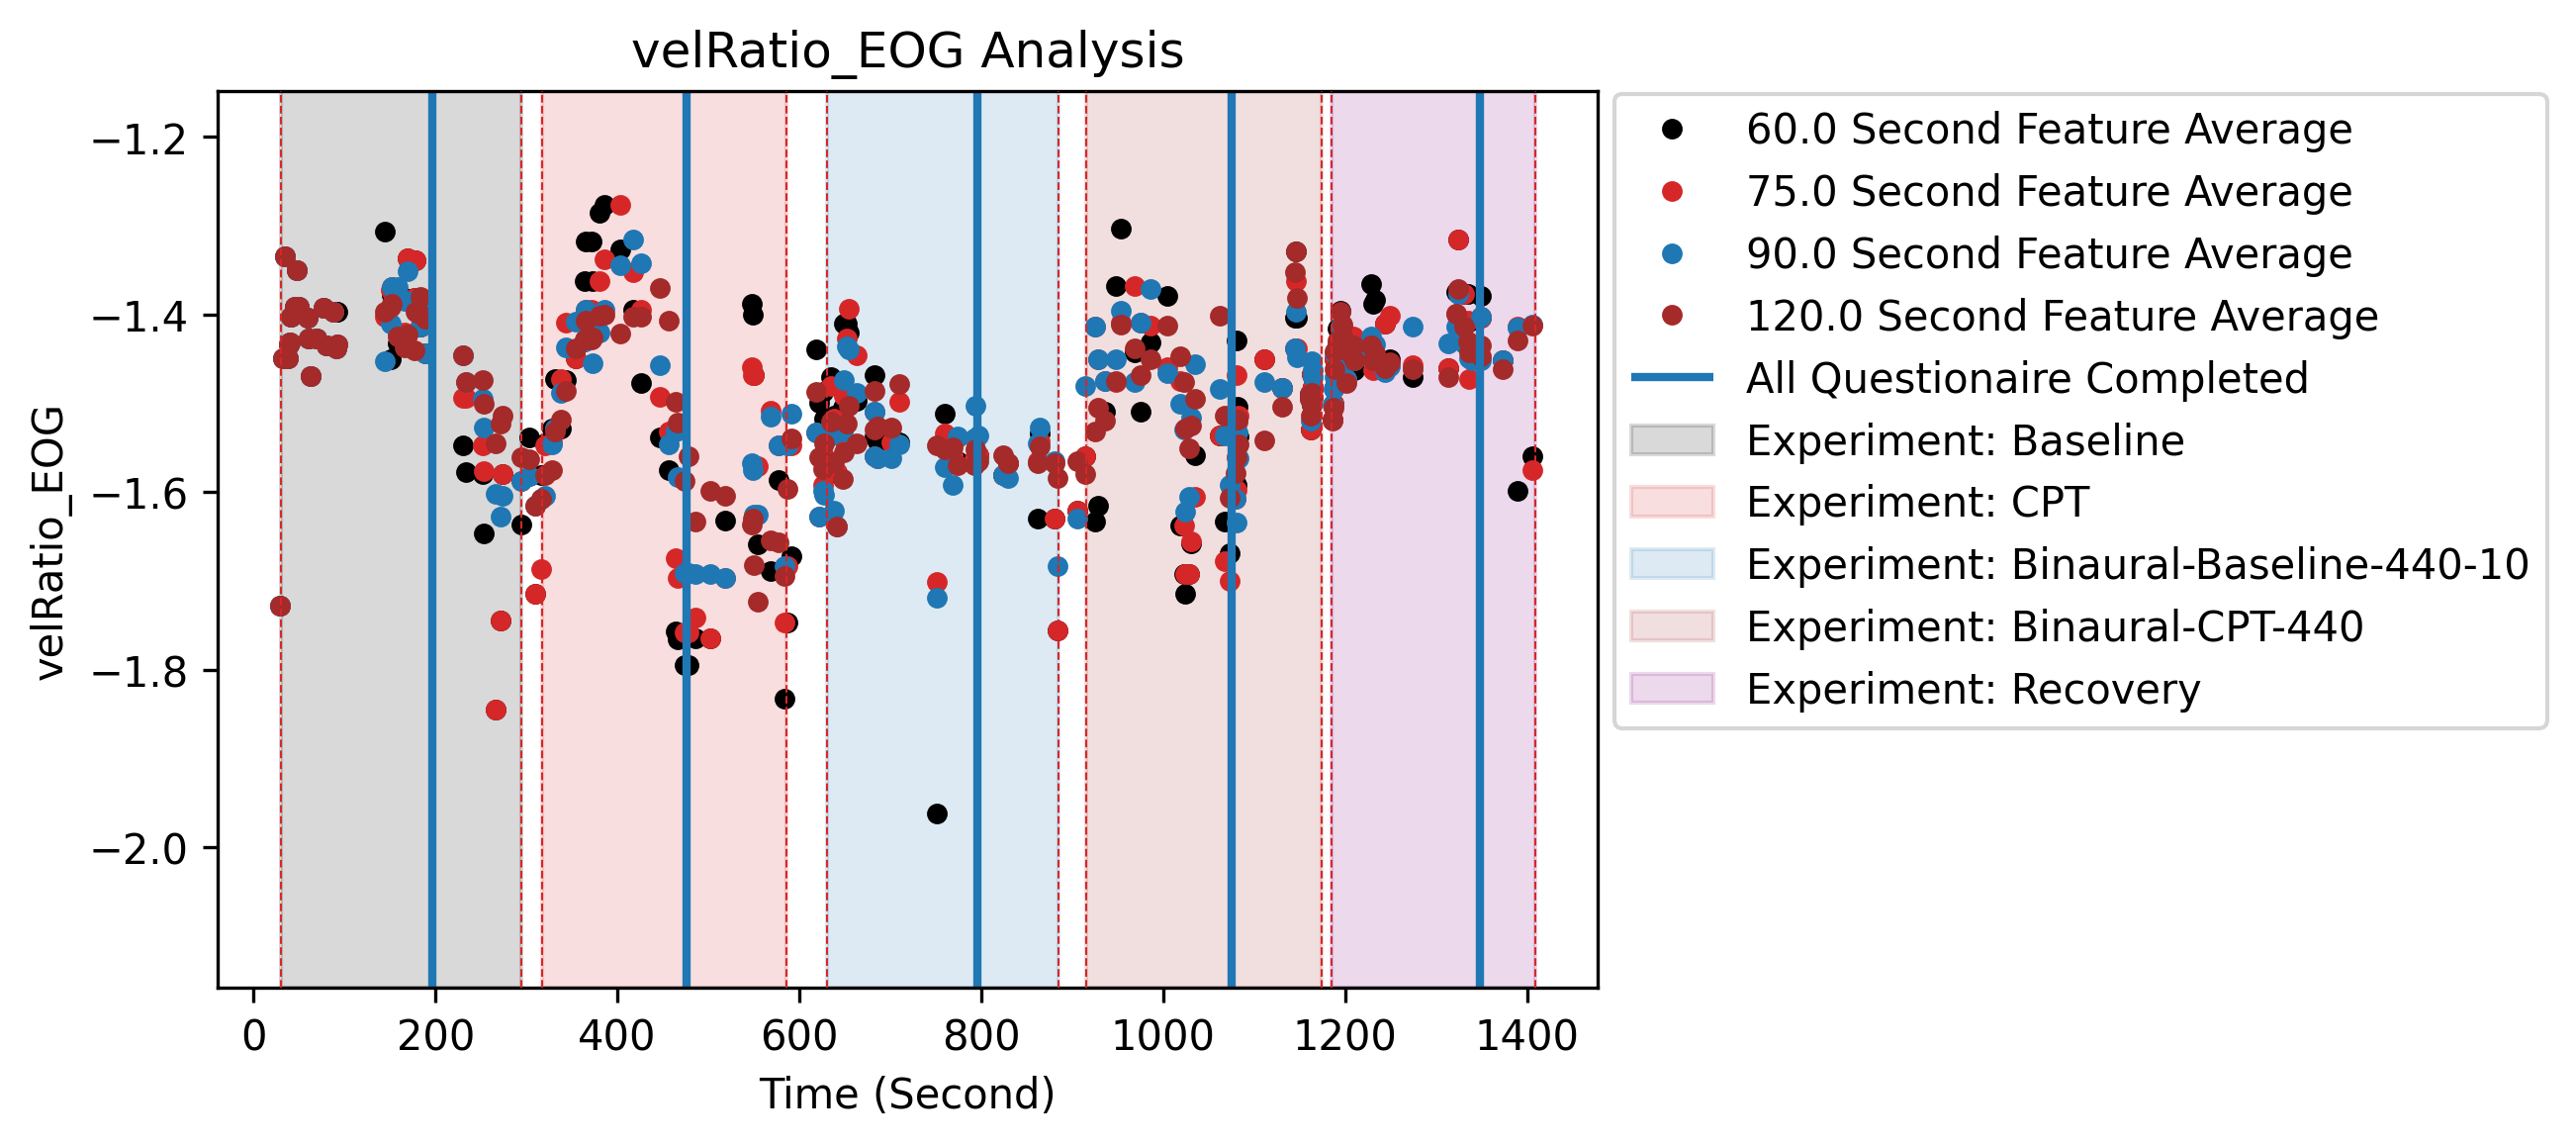 velRatio_EOG Analysis
velRatio_EOG
−1.2
−1.4
−1.6
−1.8
−2.0
0
200
400
600
800
1000
1200
1400
Time (Second)
60.0 Second Feature Average
75.0 Second Feature Average
90.0 Second Feature Average
120.0 Second Feature Average
All Questionaire Completed
Experiment: Baseline
Experiment: CPT
Experiment: Binaural-Baseline-440-10
Experiment: Binaural-CPT-440
Experiment: Recovery